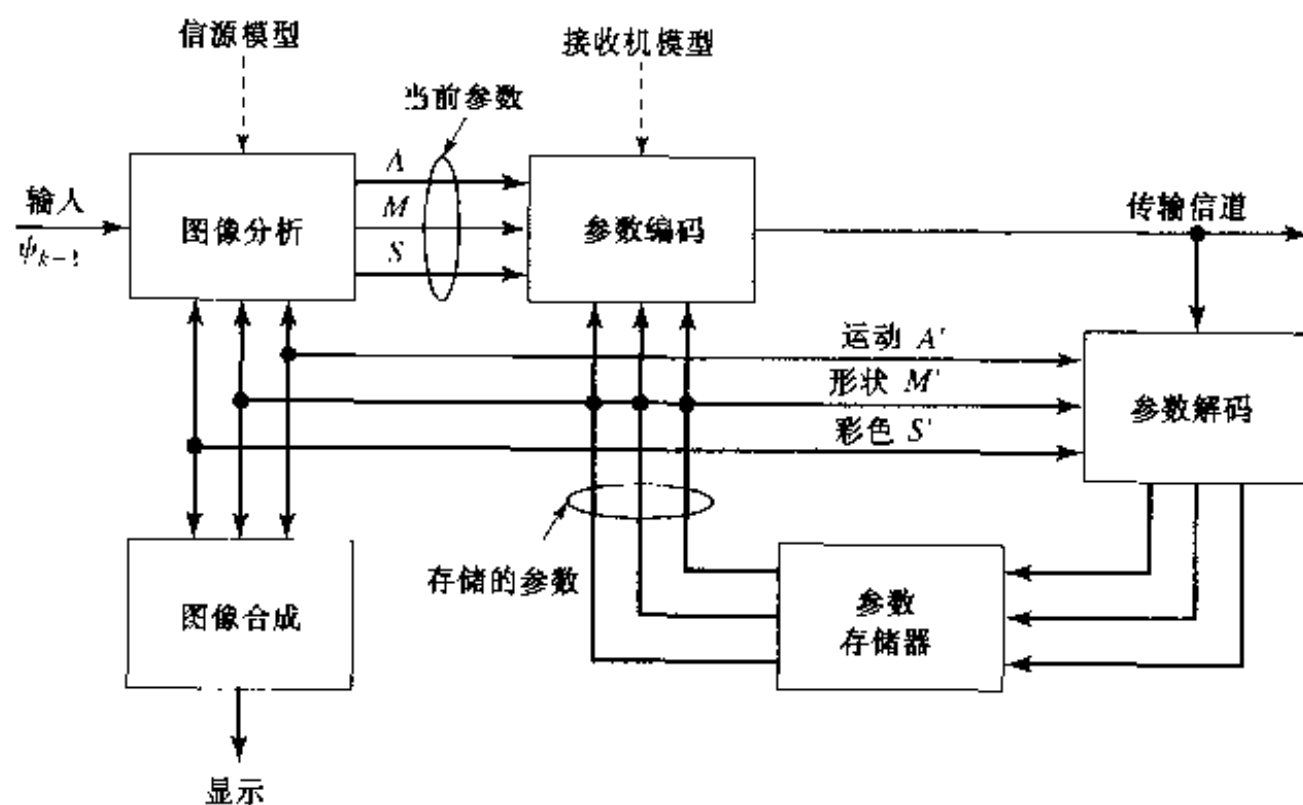 信源模型
接收机模型
当前参数
输入
ψk-1
图像分析
A
M
S
参数编码
传输信道
运动 A'
形状 M'
彩色 S'
参数解码
存储的参数
图像合成
参数
存储器
显示